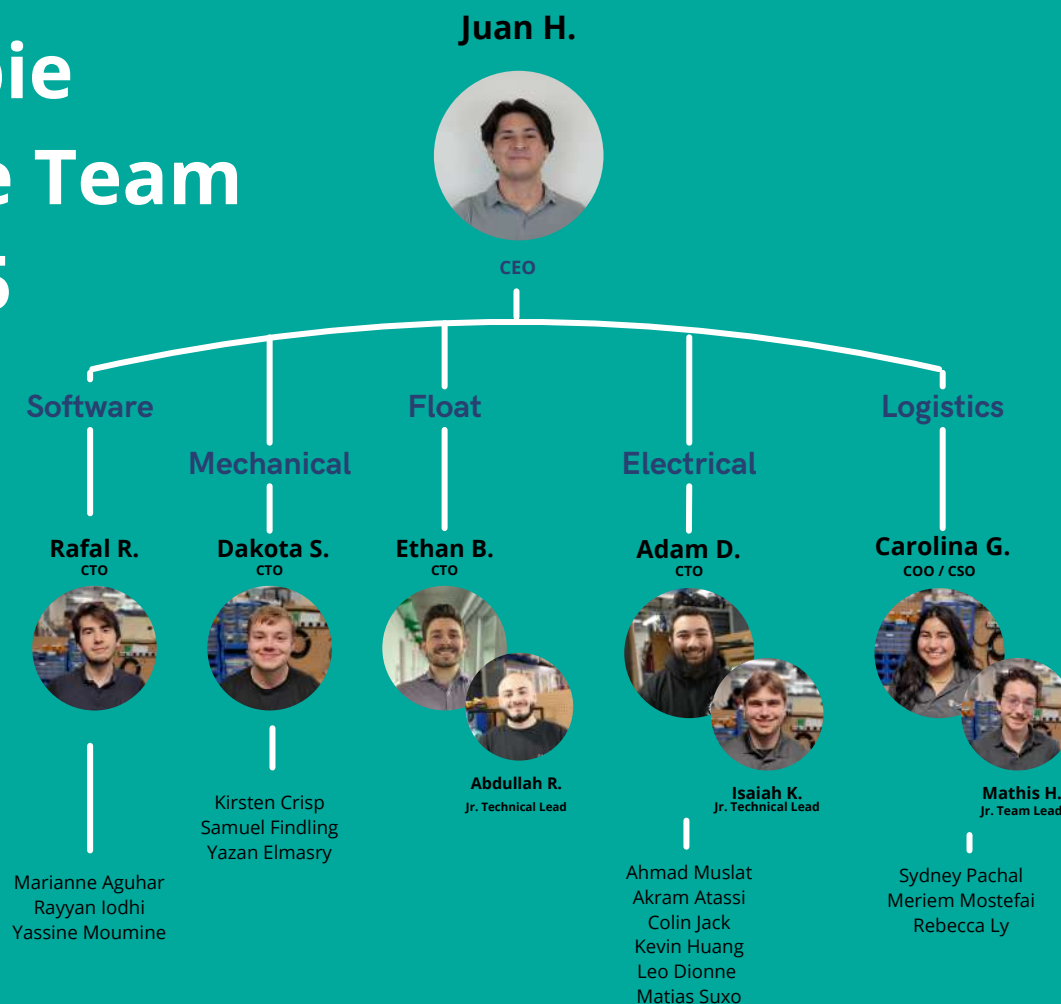 Juan H.
Team
CEO
Software
Float
Logistics
Mechanical
Electrical
Rafal R.
CTO
Dakota S.
CTO
Ethan B.
CTO
Adam D.
CTO
Carolina G.
COO / CSO
Abdullah R.
Jr. Technical Lead
Isaiah K.
Jr. Technical Lead
Mathis H.
Jr. Team Lead
Kirsten Crisp
Samuel Findling
Yazan Elmasry
Marianne Aguhar
Rayyan Iodhi
Yassine Moumine
Ahmad Muslat
Akram Atassi
Colin Jack
Kevin Huang
Leo Dionne
Matias Suxo
Sydney Pachal
Meriem Mostefai
Rebecca Ly